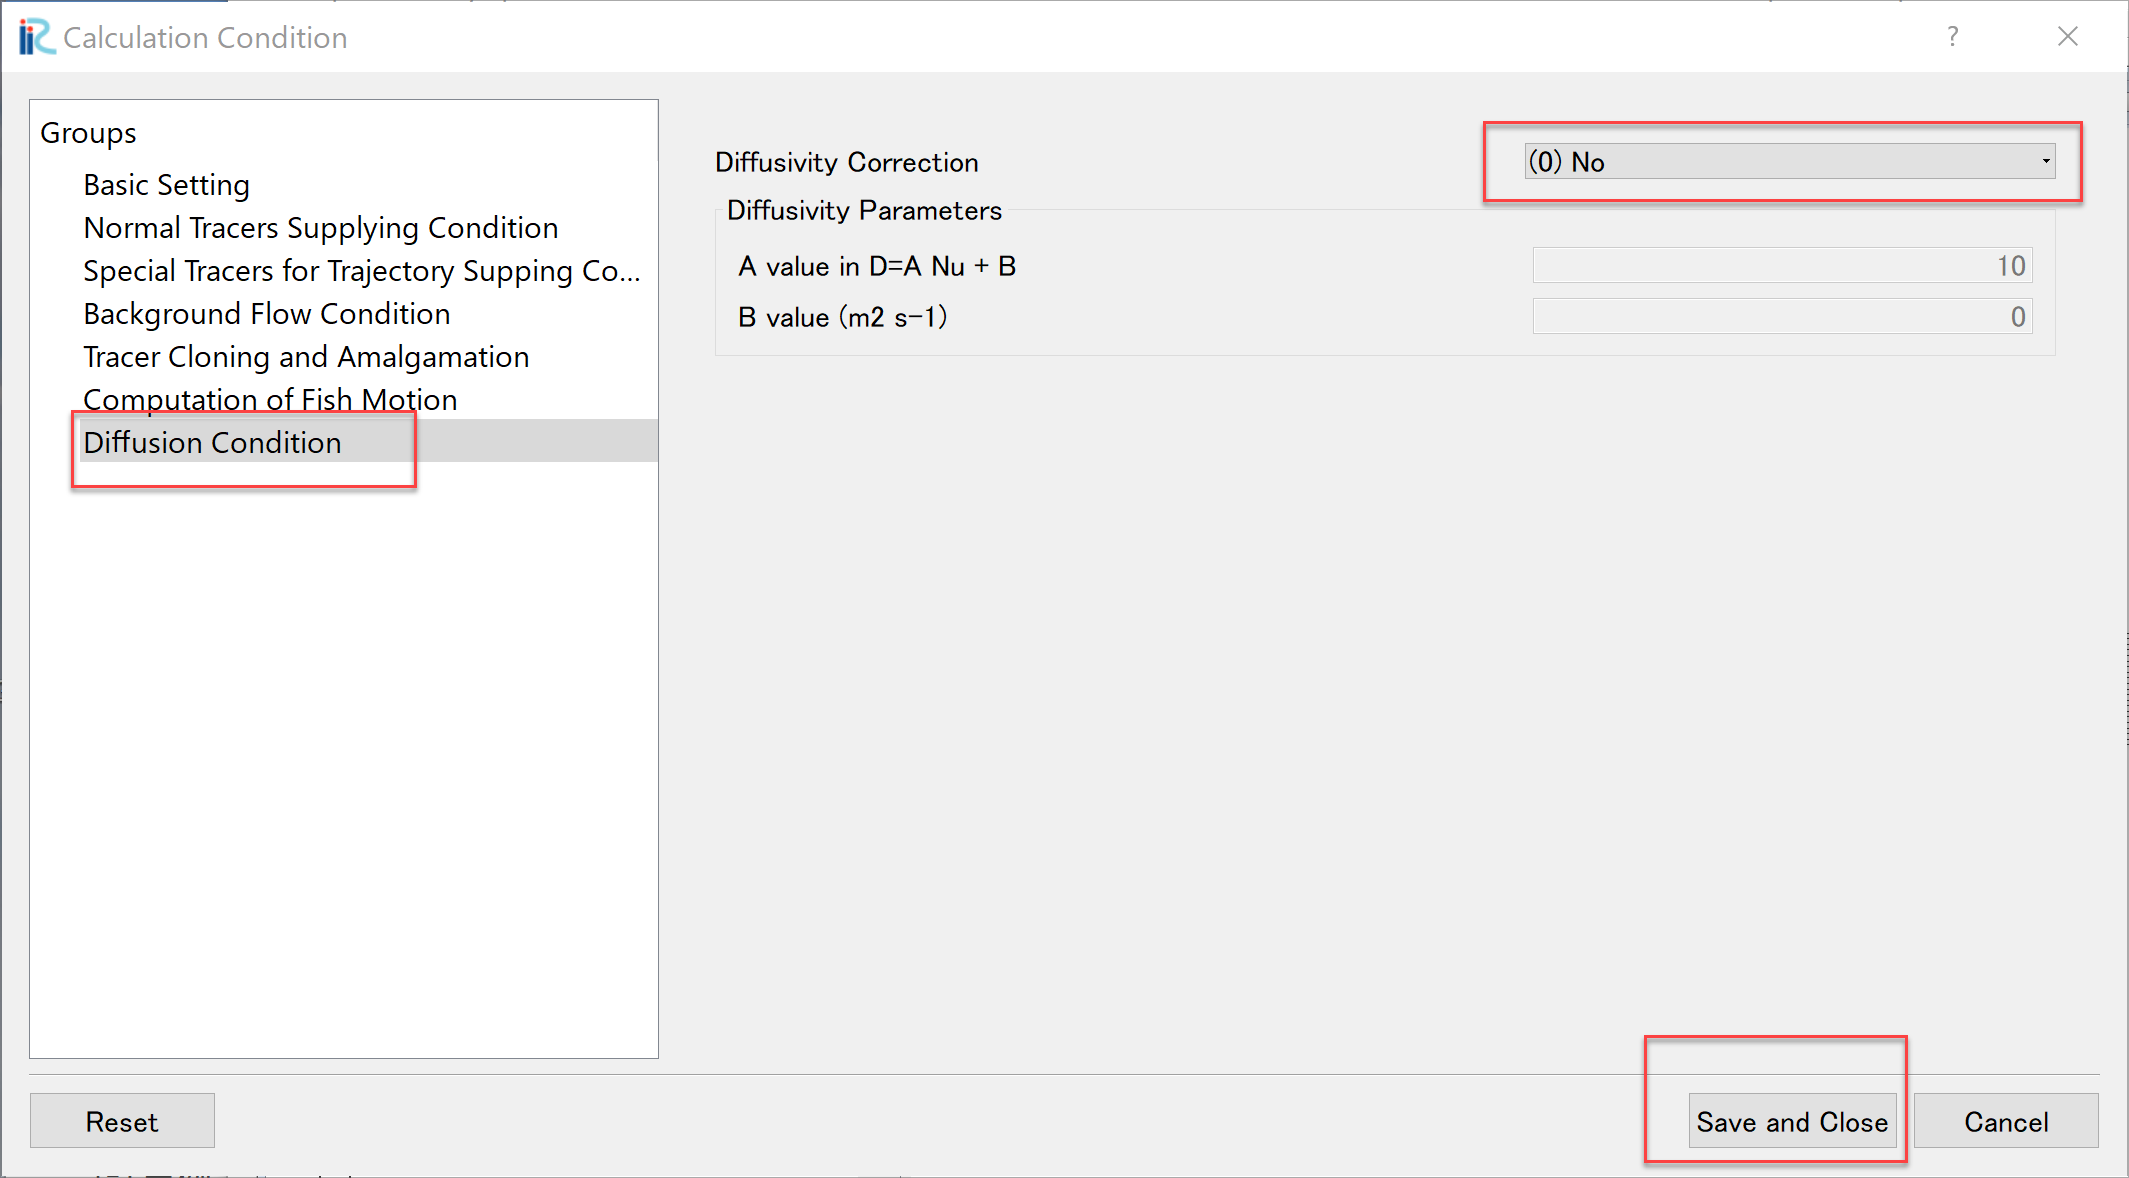 Calculation Condition
?
Groups
Basic Setting
Normal Tracers Supplying Condition
Special Tracers for Trajectory Supping Co...
Background Flow Condition
Tracer Cloning and Amalgamation
Computation of Fish Motion
Diffusion Condition
Diffusivity Correction
(0) No
Diffusivity Parameters
A value in D=A Nu + B
10
B value (m2 s-1)
0
Reset
Save and Close
Cancel